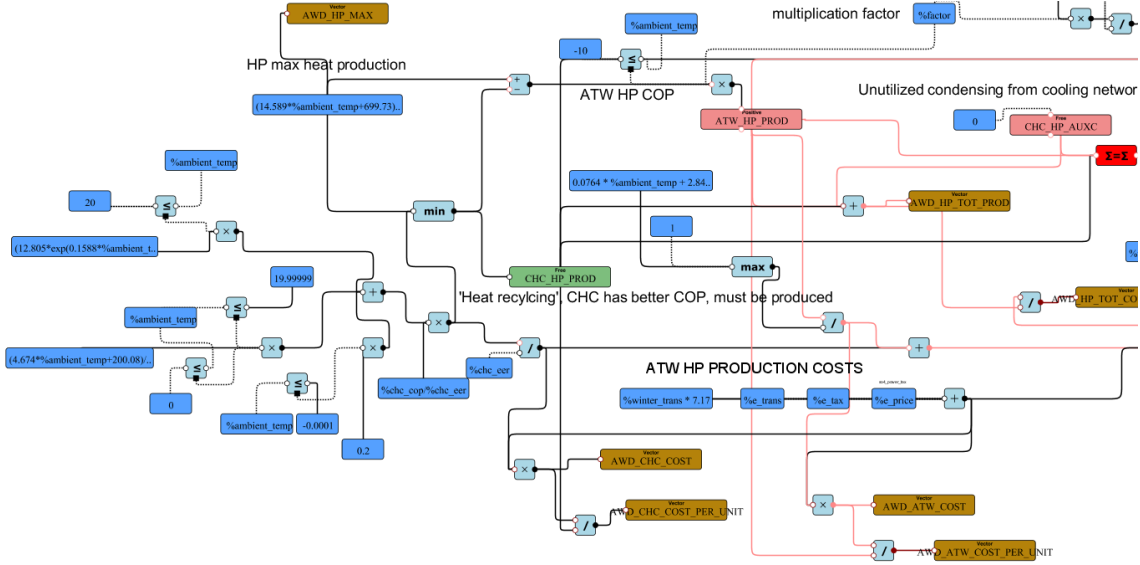 Vector
AWD_HP_MAX
multiplication factor
%factor
×
/
%ambient_temp
-10
≤
HP max heat production
+
−
×
ATW HP COP
(14.589*%ambient_temp+699.73)..
Unutilized condensing from cooling networ
Positive
ATW_HP_PROD
0
Free
CHC_HP_AUXC
Σ=Σ
%ambient_temp
0.0764 * %ambient_temp + 2.84..
20
≤
min
+
Vector
AWD_HP_TOT_PROD
×
1
(12.805*exp(0.1588*%ambient_t..
%
max
Free
CHC_HP_PROD
19.99999
'Heat recylcing', CHC has better COP, must be produced
+
/
Vector
AWD_HP_TOT_CO
≤
%ambient_temp
×
/
(4.674*%ambient_temp+200.08)/..
×
×
/
+
≤
%chc_eer
ATW HP PRODUCTION COSTS
0
≤
%chc_cop/%chc_eer
%winter_trans * 7.17
%e_trans
%e_tax
%e_price
+
%ambient_temp
-0.0001
0.2
×
Vector
AWD_CHC_COST
Vector
AWD_CHC_COST_PER_UNIT
/
×
Vector
AWD_ATW_COST
/
Vector
AWD_ATW_COST_PER_UNIT